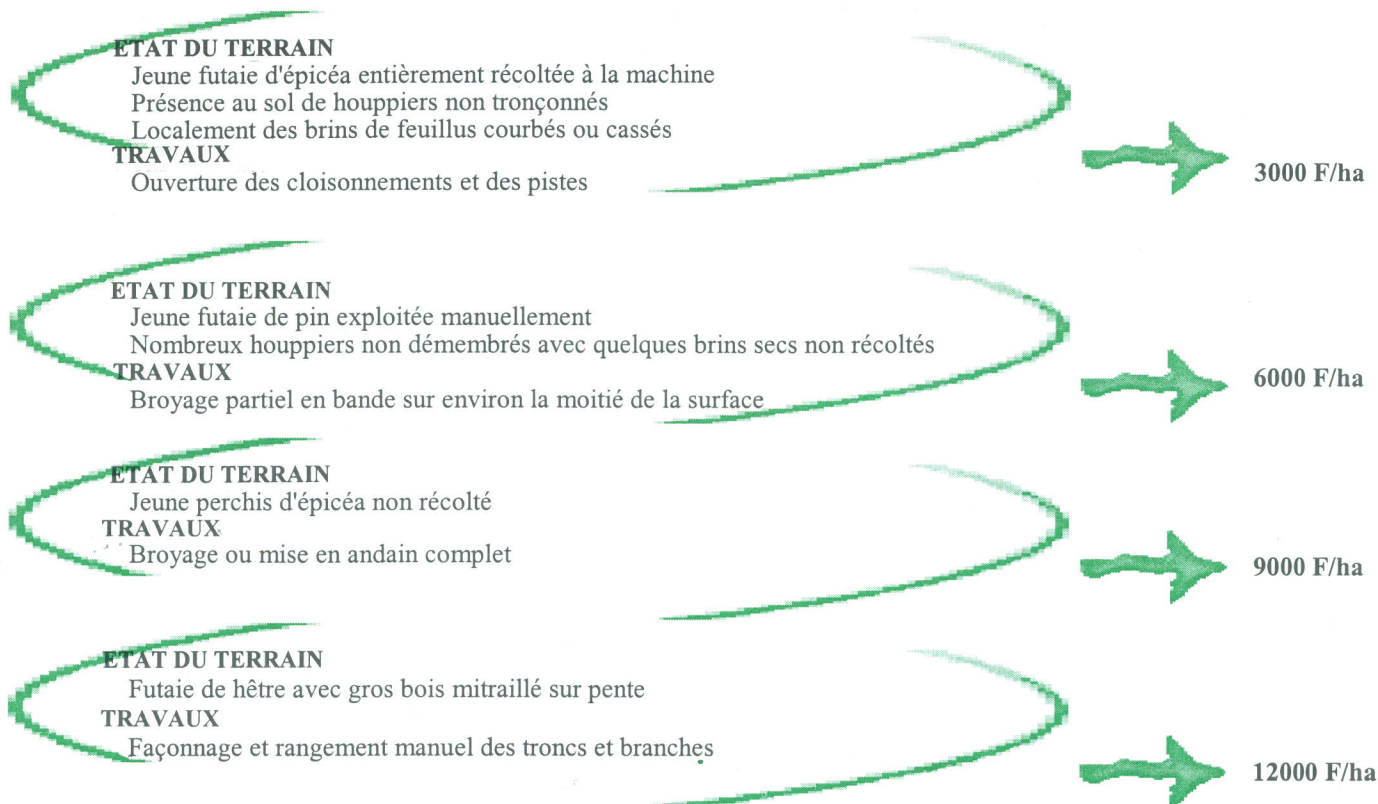 ETAT DU TERRAIN
Jeune futaie d'épicéa entièrement récoltée à la machine
Présence au sol de houppiers non tronçonnés
Localement des brins de feuillus courbés ou cassés
TRAVAUX
Ouverture des cloisonnements et des pistes
3000 F/ha
ETAT DU TERRAIN
Jeune futaie de pin exploitée manuellement
Nombreux houppiers non démembrés avec quelques brins secs non récoltés
TRAVAUX
Broyage partiel en bande sur environ la moitié de la surface
6000 F/ha
ETAT DU TERRAIN
Jeune perchis d'épicéa non récolté
TRAVAUX
Broyage ou mise en andain complet
9000 F/ha
ETAT DU TERRAIN
Futaie de hêtre avec gros bois mitraillé sur pente
TRAVAUX
Façonnage et rangement manuel des troncs et branches
12000 F/ha